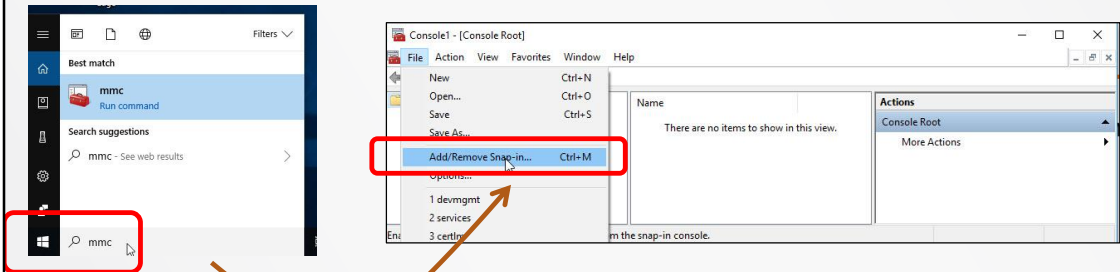 Filters
Best match
mmc
Run command
Search suggestions
mmc - See web results
mmc
Console1 - [Console Root]
File Action View Favorites Window Help
New Ctrl+N
Open... Ctrl+O
Save Ctrl+S
Save As...
Add/Remove Snap-in... Ctrl+M
Options...
1 devmgmt
2 services
3 certlm
Name
There are no items to show in this view.
Actions
Console Root
More Actions
m the snap-in console.